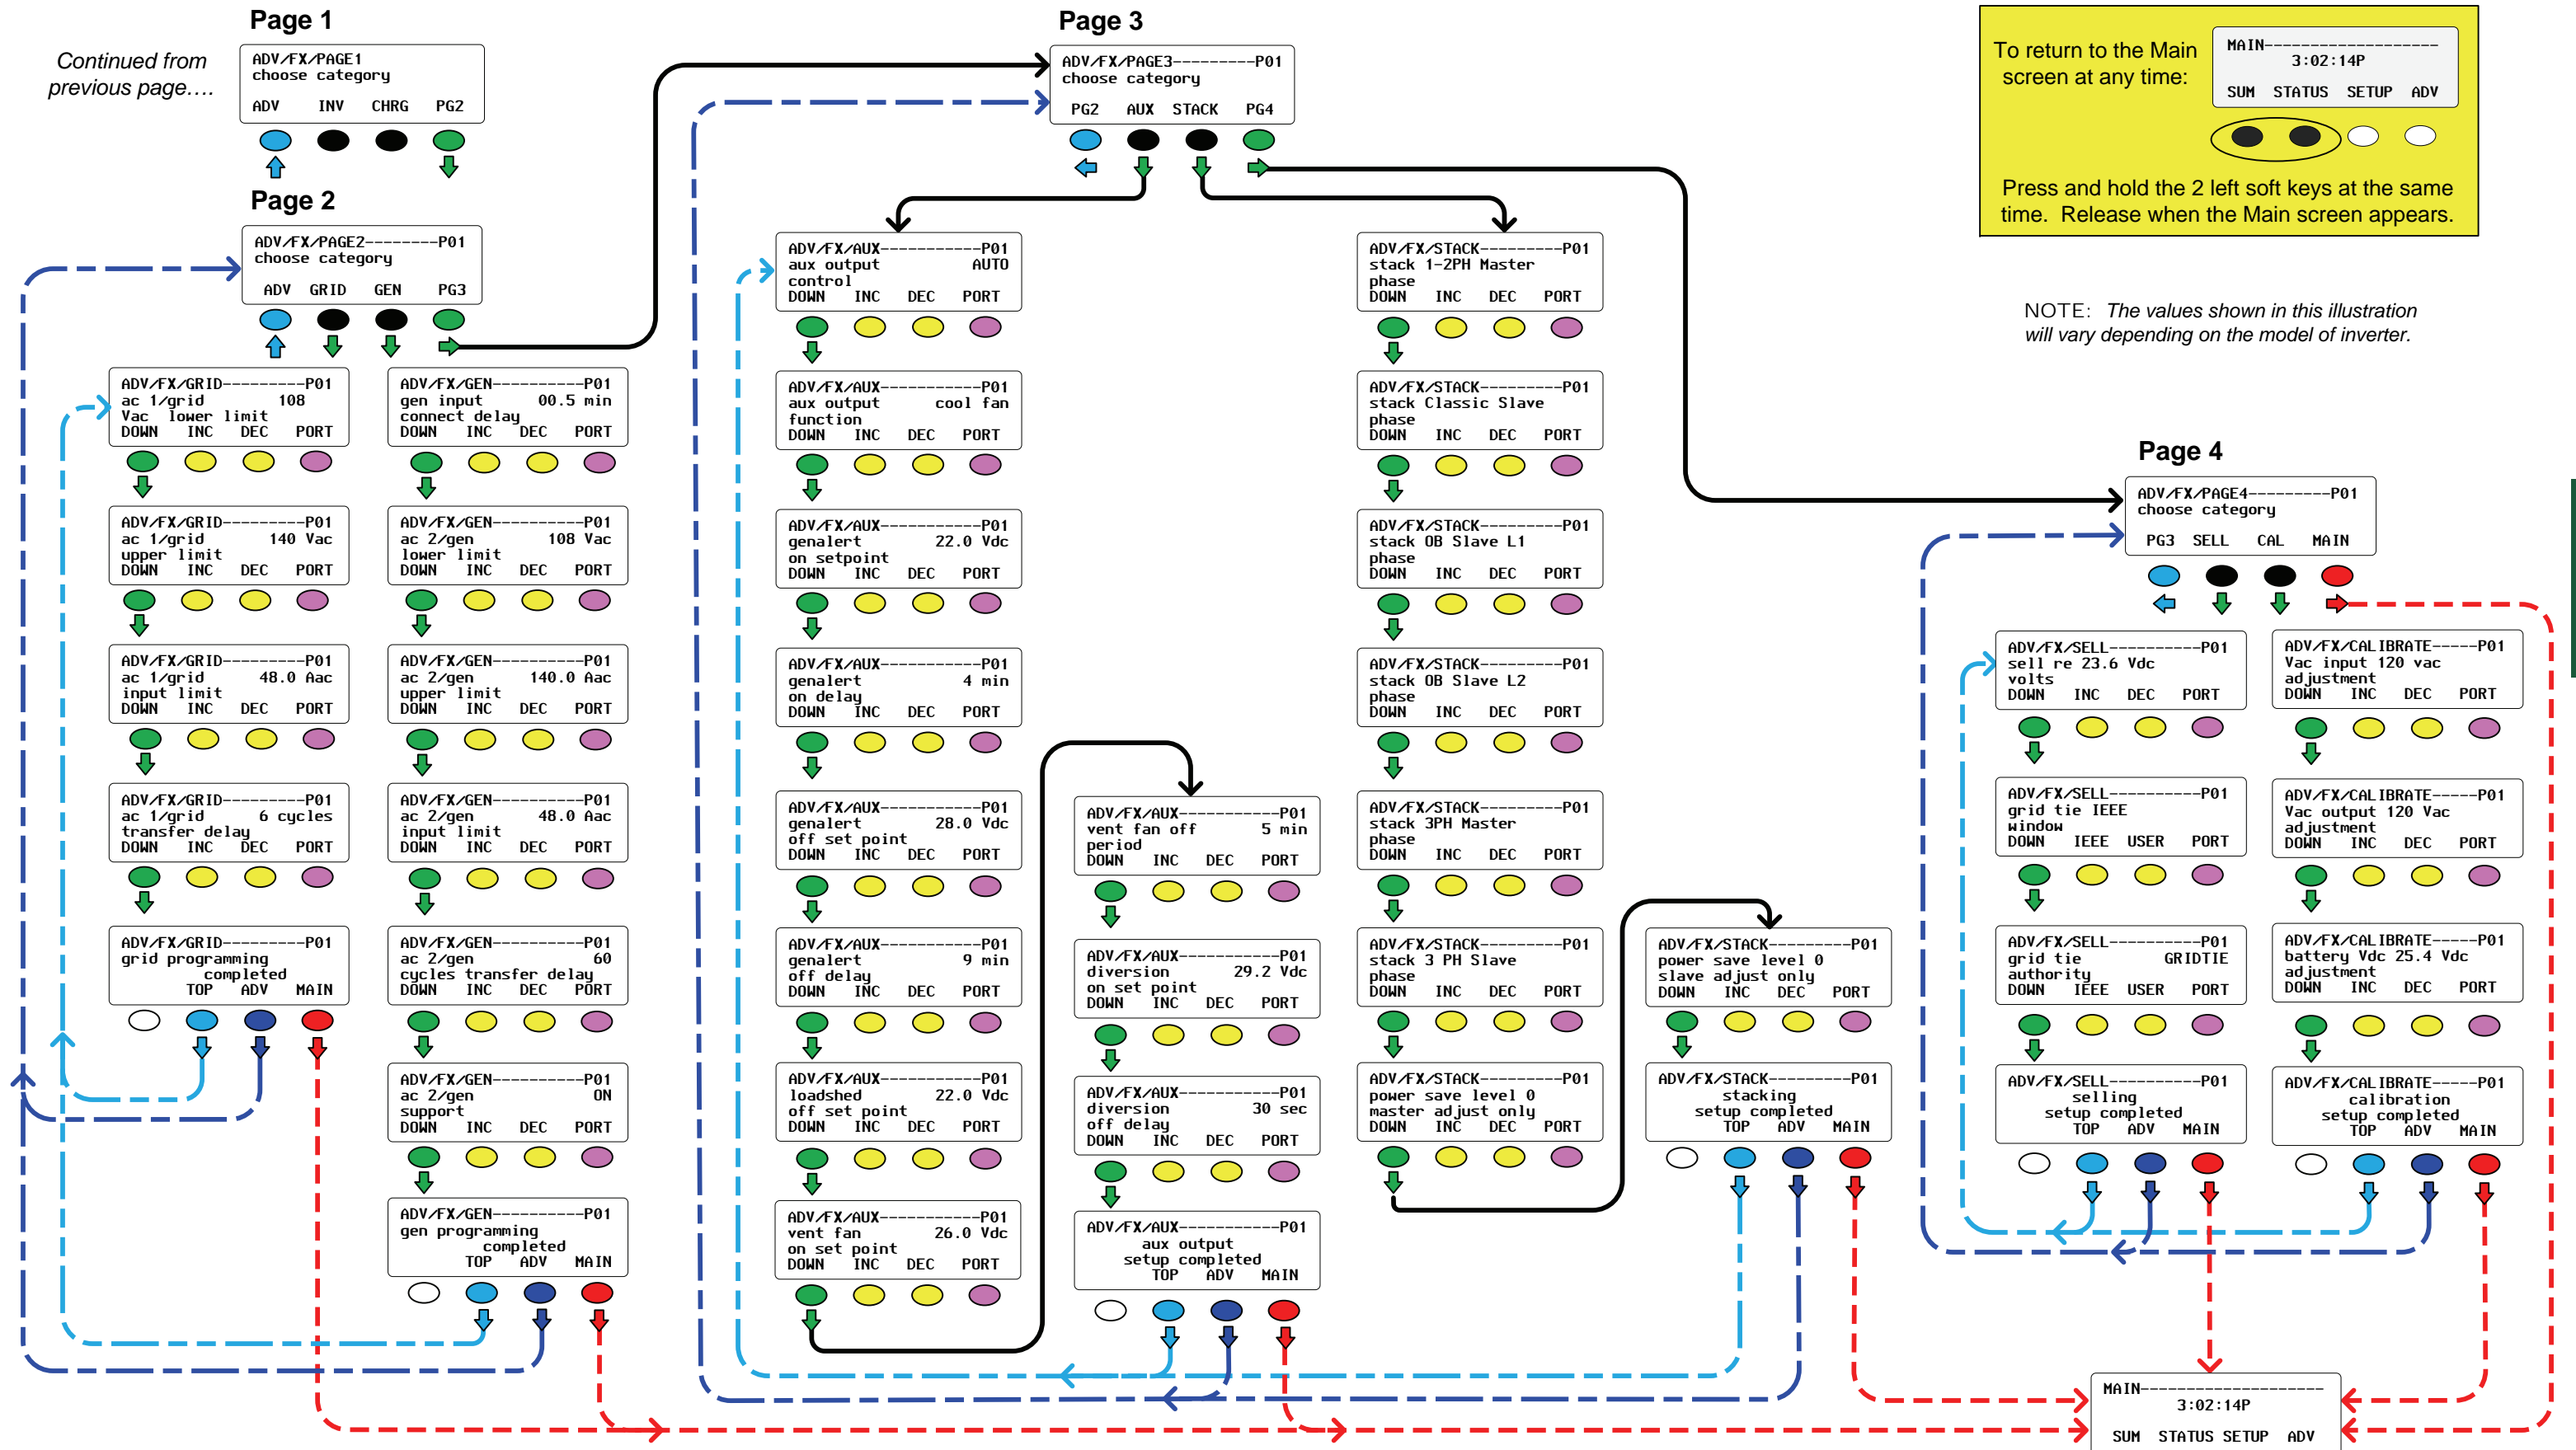 Page 1
Continued from
previous page....
ADV/FX/PAGE1
choose category
ADV INV CHRG PG2
Page 2
ADV/FX/PAGE2--------P01
choose category
ADV GRID GEN PG3
ADV/FX/GRID---------P01
ac 1/grid 108
Vac lower limit
DOWN INC DEC PORT
ADV/FX/GRID---------P01
ac 1/grid 140 Vac
upper limit
DOWN INC DEC PORT
ADV/FX/GRID---------P01
ac 1/grid 48.0 Aac
input limit
DOWN INC DEC PORT
ADV/FX/GRID---------P01
ac 1/grid 6 cycles
transfer delay
DOWN INC DEC PORT
ADV/FX/GRID---------P01
grid programming
completed
TOP ADV MAIN
ADV/FX/GEN----------P01
gen input 00.5 min
connect delay
DOWN INC DEC PORT
ADV/FX/GEN----------P01
ac 2/gen 108 Vac
lower limit
DOWN INC DEC PORT
ADV/FX/GEN----------P01
ac 2/gen 140.0 Aac
upper limit
DOWN INC DEC PORT
ADV/FX/GEN----------P01
ac 2/gen 48.0 Aac
input limit
DOWN INC DEC PORT
ADV/FX/GEN----------P01
ac 2/gen 60
cycles transfer delay
DOWN INC DEC PORT
ADV/FX/GEN----------P01
ac 2/gen ON
support
DOWN INC DEC PORT
ADV/FX/GEN----------P01
gen programming
completed
TOP ADV MAIN
Page 3
ADV/FX/PAGE3---------P01
choose category
PG2 AUX STACK PG4
ADV/FX/AUX-----------P01
aux output AUTO
control
DOWN INC DEC PORT
ADV/FX/AUX-----------P01
aux output cool fan
function
DOWN INC DEC PORT
ADV/FX/AUX-----------P01
genalert 22.0 Vdc
on setpoint
DOWN INC DEC PORT
ADV/FX/AUX-----------P01
genalert 4 min
on delay
DOWN INC DEC PORT
ADV/FX/AUX-----------P01
genalert 28.0 Vdc
off set point
DOWN INC DEC PORT
ADV/FX/AUX-----------P01
genalert 9 min
off delay
DOWN INC DEC PORT
ADV/FX/AUX-----------P01
loadshed 22.0 Vdc
off set point
DOWN INC DEC PORT
ADV/FX/AUX-----------P01
vent fan 26.0 Vdc
on set point
DOWN INC DEC PORT
ADV/FX/AUX-----------P01
vent fan off 5 min
period
DOWN INC DEC PORT
ADV/FX/AUX-----------P01
diversion 29.2 Vdc
on set point
DOWN INC DEC PORT
ADV/FX/AUX-----------P01
diversion 30 sec
off delay
DOWN INC DEC PORT
ADV/FX/AUX-----------P01
aux output
setup completed
TOP ADV MAIN
ADV/FX/STACK---------P01
stack 1-2PH Master
phase
DOWN INC DEC PORT
ADV/FX/STACK---------P01
stack Classic Slave
phase
DOWN INC DEC PORT
ADV/FX/STACK---------P01
stack OB Slave L1
phase
DOWN INC DEC PORT
ADV/FX/STACK---------P01
stack OB Slave L2
phase
DOWN INC DEC PORT
ADV/FX/STACK---------P01
stack 3PH Master
phase
DOWN INC DEC PORT
ADV/FX/STACK---------P01
stack 3 PH Slave
phase
DOWN INC DEC PORT
ADV/FX/STACK---------P01
power save level 0
master adjust only
DOWN INC DEC PORT
ADV/FX/STACK---------P01
power save level 0
slave adjust only
DOWN INC DEC PORT
ADV/FX/STACK---------P01
stacking
setup completed
TOP ADV MAIN
To return to the Main
screen at any time:
MAIN--------------------
3:02:14P
SUM STATUS SETUP ADV
Press and hold the 2 left soft keys at the same
time. Release when the Main screen appears.
NOTE: The values shown in this illustration
will vary depending on the model of inverter.
Page 4
ADV/FX/PAGE4---------P01
choose category
PG3 SELL CAL MAIN
ADV/FX/SELL----------P01
sell re 23.6 Vdc
volts
DOWN INC DEC PORT
ADV/FX/SELL----------P01
grid tie IEEE
window
DOWN IEEE USER PORT
ADV/FX/SELL----------P01
grid tie GRIDTIE
authority
DOWN IEEE USER PORT
ADV/FX/SELL----------P01
selling
setup completed
TOP ADV MAIN
ADV/FX/CALIBRATE-----P01
Vac input 120 vac
adjustment
DOWN INC DEC PORT
ADV/FX/CALIBRATE-----P01
Vac output 120 Vac
adjustment
DOWN INC DEC PORT
ADV/FX/CALIBRATE-----P01
battery Vdc 25.4 Vdc
adjustment
DOWN INC DEC PORT
ADV/FX/CALIBRATE-----P01
calibration
setup completed
TOP ADV MAIN
MAIN---------------------
3:02:14P
SUM STATUS SETUP ADV